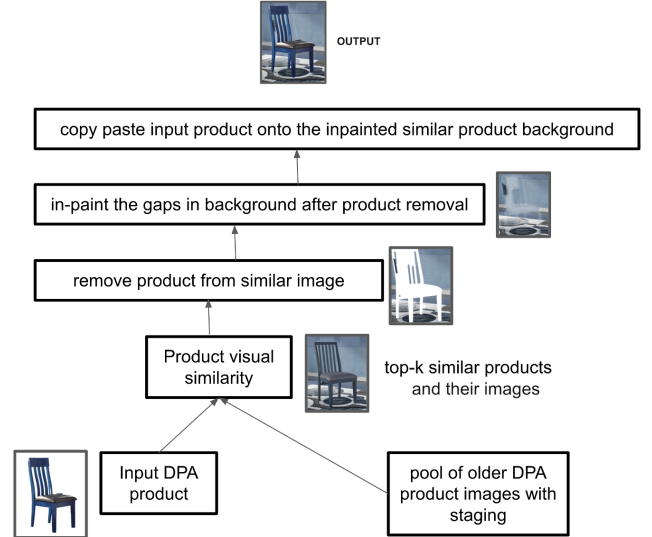 OUTPUT
copy paste input product onto the inpainted similar product background
in-paint the gaps in background after product removal
remove product from similar image
Product visual
similarity
top-k similar products
and their images
Input DPA
product
pool of older DPA
product images with
staging